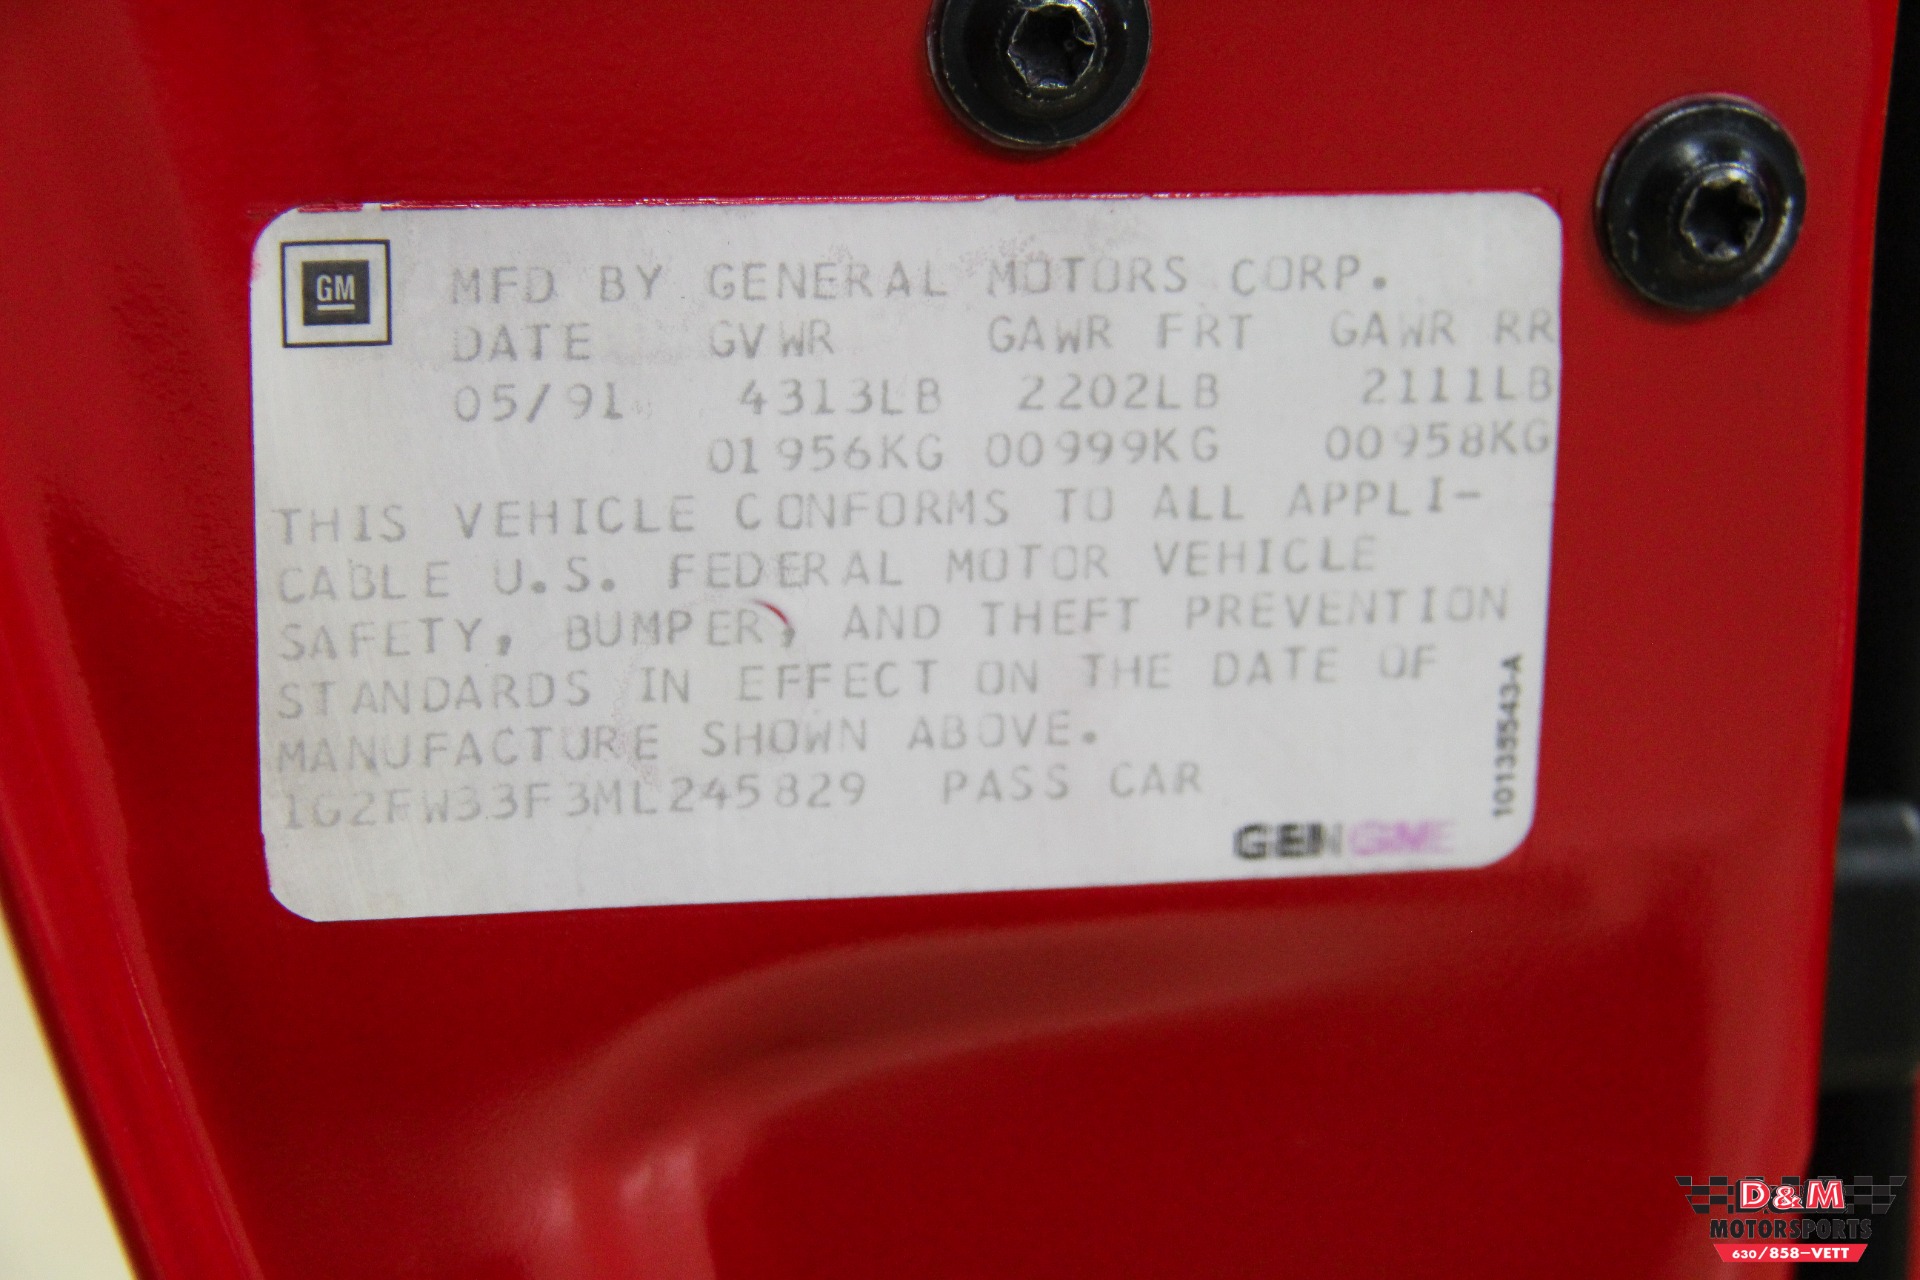 GM
MFD BY GENERAL MOTORS CORP.
DATE GVWR GAWR FRT GAWR RR
05/91 4313LB 2202LB 2111LB
01956KG 00999KG 00958KG
THIS VEHICLE CONFORMS TO ALL APPLI-
CABLE U.S. FEDERAL MOTOR VEHICLE
SAFETY, BUMPER, AND THEFT PREVENTION
STANDARDS IN EFFECT ON THE DATE OF
MANUFACTURE SHOWN ABOVE.
1G2FW33F3ML245829 PASS CAR
10135543-A
D&M
MOTORSPORTS
630/858-VETT